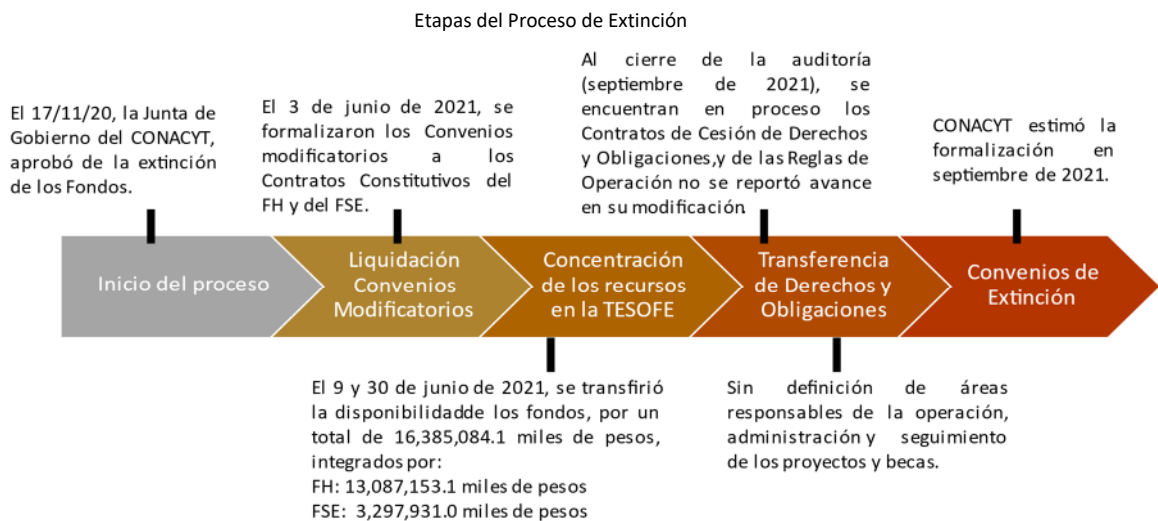 Etapas del Proceso de Extinción
El 17/11/20, la Junta de
Gobierno del CONACYT,
aprobó de la extinción
de los Fondos.
El 3 de junio de 2021, se
formalizaron los Convenios
modificatorios a los
Contratos Constitutivos del
FH y del FSE.
Al cierre de la auditoría
(septiembre de 2021), se
encuentran en proceso los
Contratos de Cesión de Derechos
y Obligaciones,y de las Reglas de
Operación no se reportó avance
en su modificación.
CONACYT estimó la
formalización en
septiembre de 2021.
Inicio del proceso
Liquidación
Convenios
Modificatorios
Concentración
de los recursos
en la TESOFE
Transferencia
de Derechos y
Obligaciones
Convenios de
Extinción
El 9 y 30 de junio de 2021, se transfirió
la disponibilidadde los fondos, por un
total de 16,385,084.1 miles de pesos,
integrados por:
FH: 13,087,153.1 miles de pesos
FSE: 3,297,931.0 miles de pesos
Sin definición de áreas
responsables de la operación,
administración y seguimiento
de los proyectos y becas.